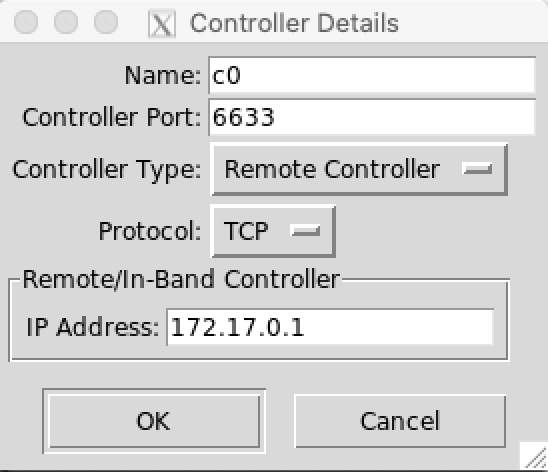 Controller Details
Name: c0
Controller Port: 6633
Controller Type: Remote Controller
Protocol: TCP
Remote/In-Band Controller
IP Address: 172.17.0.1
OK Cancel